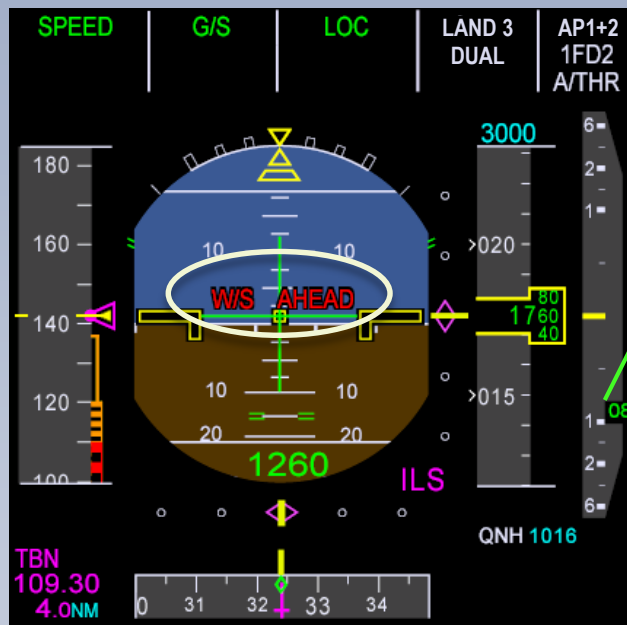 SPEED G/S LOC LAND 3 AP1+2
DUAL 1FD2
A/THR
3000
180
160
140
120
100
10 10
W/S AHEAD
10 10
20 20
1260
020
80
1760
40
015
6
2
1
08
1
2
6
ILS
QNH 1016
TBN
109.30
4.0NM
0 31 32 33 34